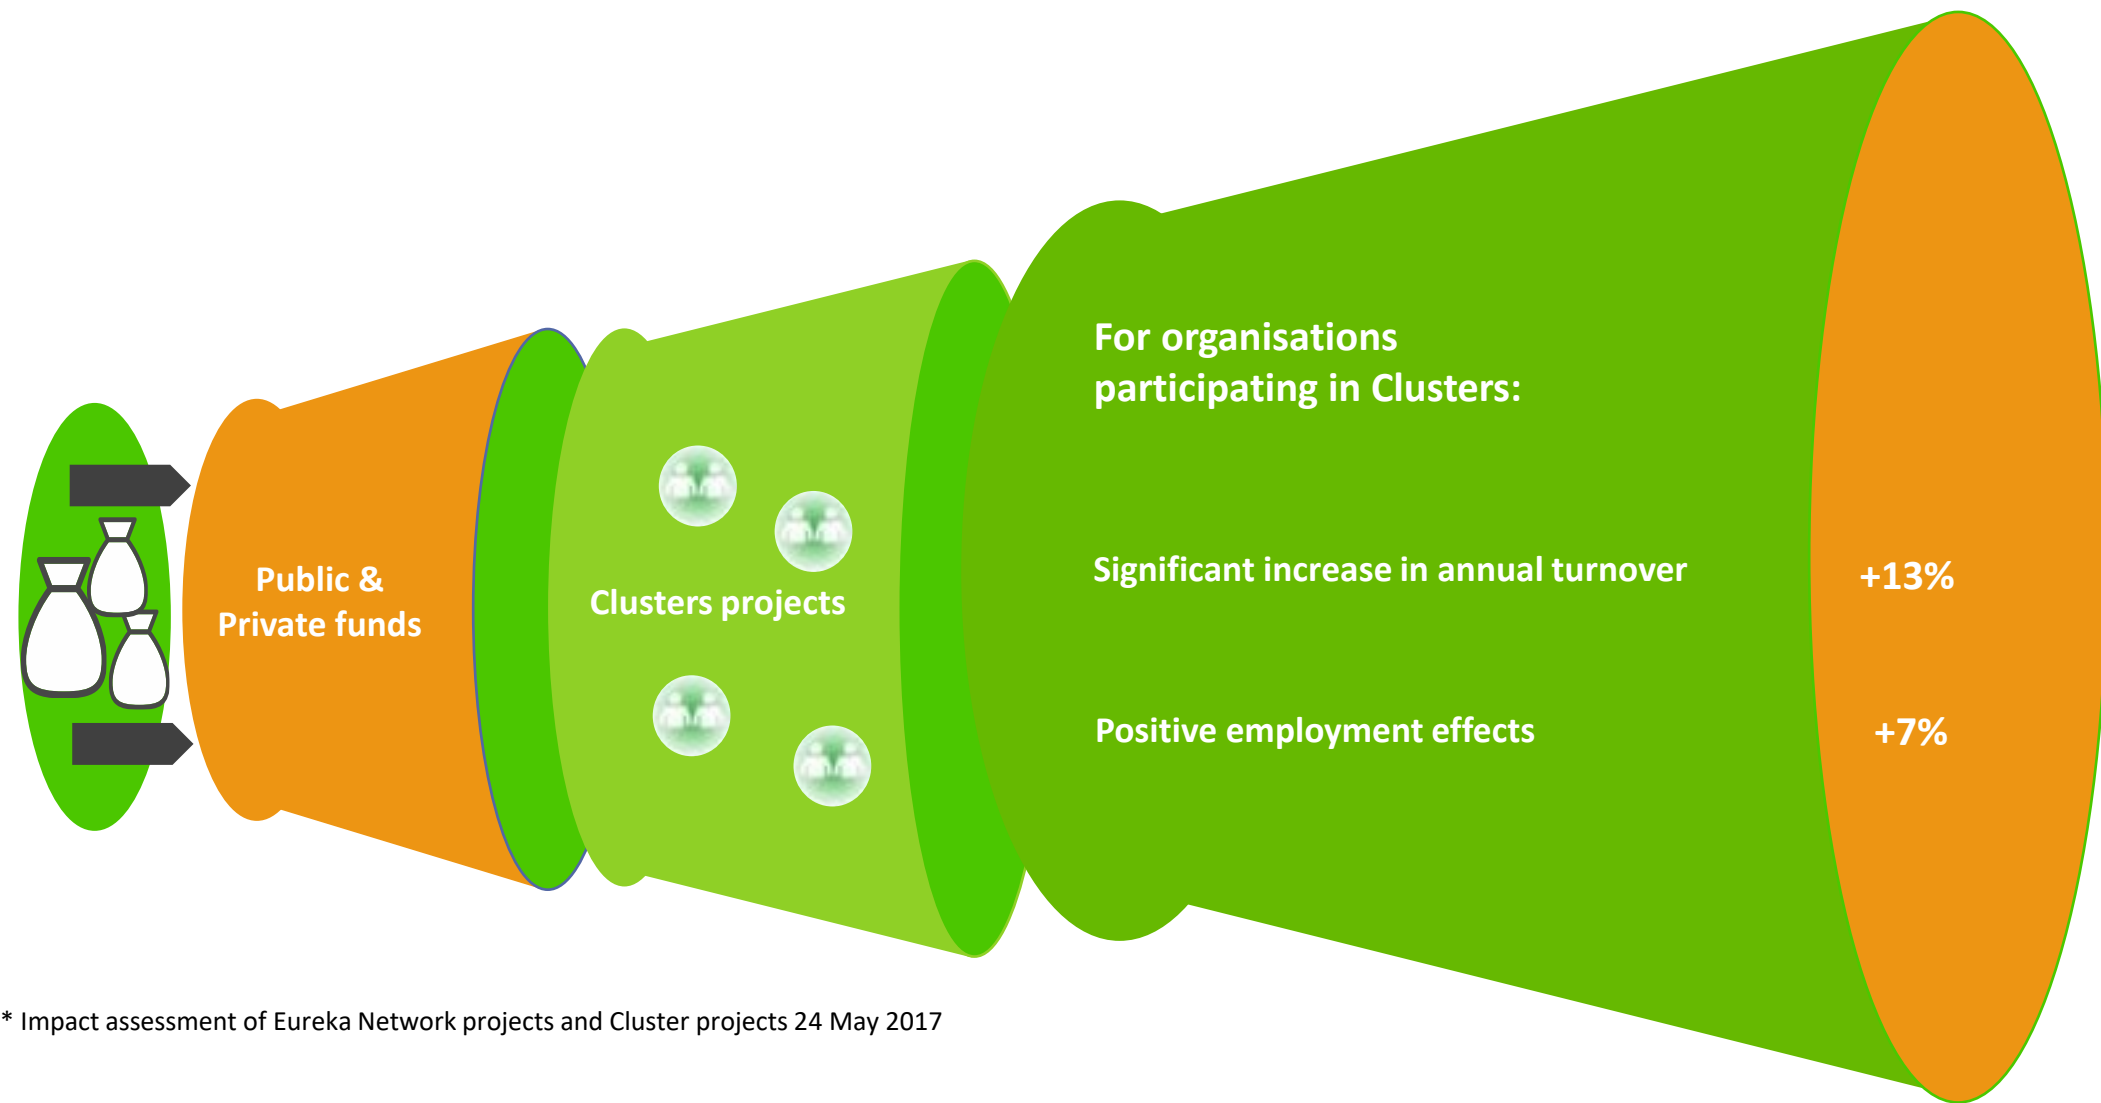 Public &
Private funds
Clusters projects
For organisations
participating in Clusters:
Significant increase in annual turnover
+13%
Positive employment effects
+7%
* Impact assessment of Eureka Network projects and Cluster projects 24 May 2017